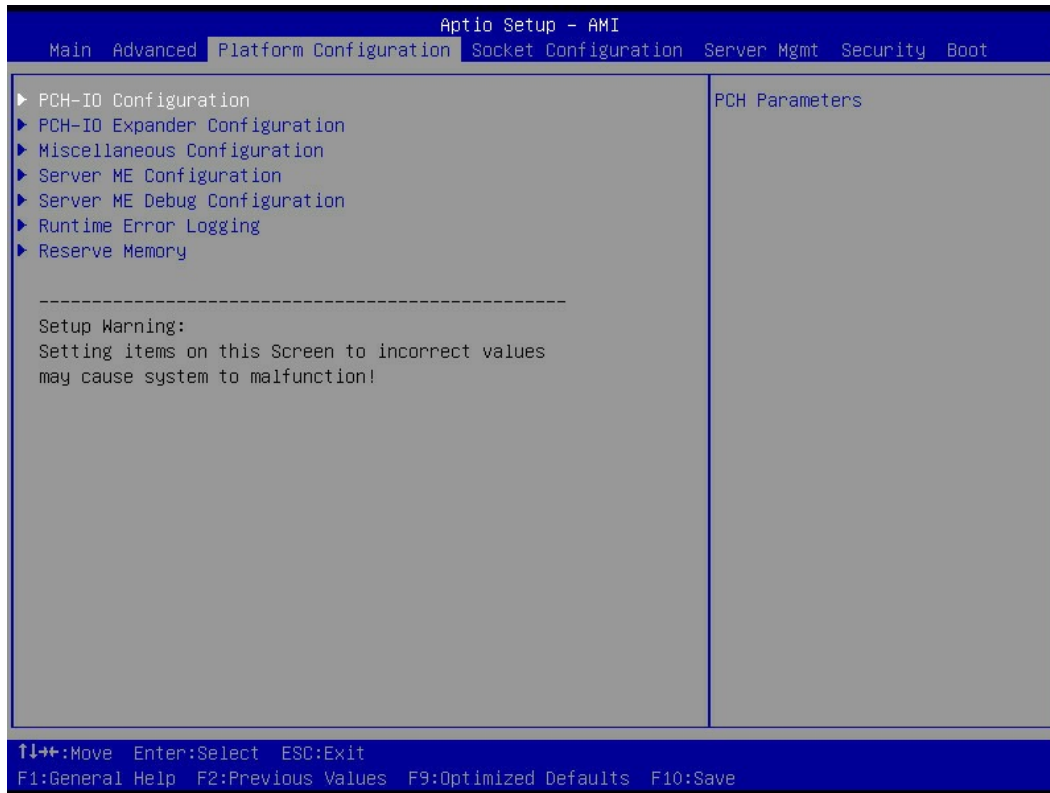 Aptio Setup – AMI
Main Advanced Platform Configuration Socket Configuration Server Mgmt Security Boot
▶ PCH-IO Configuration
▶ PCH-IO Expander Configuration
▶ Miscellaneous Configuration
▶ Server ME Configuration
▶ Server ME Debug Configuration
▶ Runtime Error Logging
▶ Reserve Memory
--------------------------------------------------
Setup Warning:
Setting items on this Screen to incorrect values
may cause system to malfunction!
PCH Parameters
↑↓→←:Move Enter:Select ESC:Exit
F1:General Help F2:Previous Values F9:Optimized Defaults F10:Save